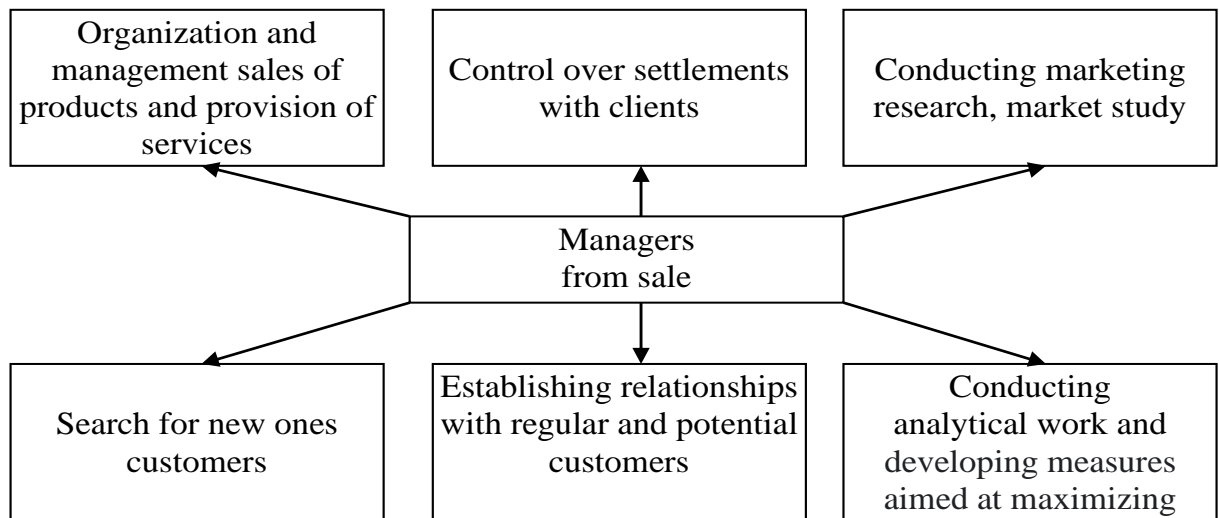 Organization and
management sales of
products and provision of
services
Control over settlements
with clients
Conducting marketing
research, market study
Managers
from sale
Search for new ones
customers
Establishing relationships
with regular and potential
customers
Conducting
analytical work and
developing measures
aimed at maximizing